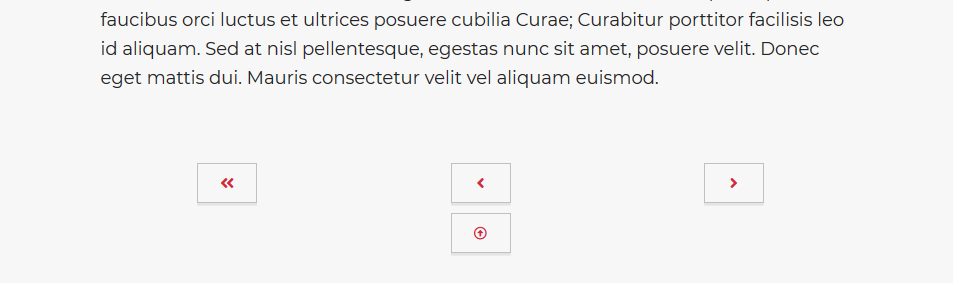 faucibus orci luctus et ultrices posuere cubilia Curae; Curabitur porttitor facilisis leo
id aliquam. Sed at nisl pellentesque, egestas nunc sit amet, posuere velit. Donec
eget mattis dui. Mauris consectetur velit vel aliquam euismod.